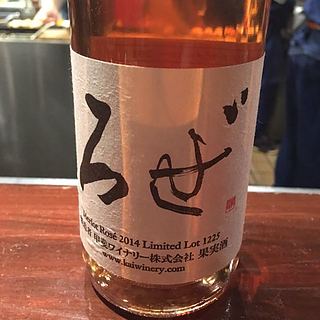 ろぜ
Merlot Rosé 2014 Limited Lot 1225
甲斐ワイナリー株式会社 果実酒
www.kaiwinery.com